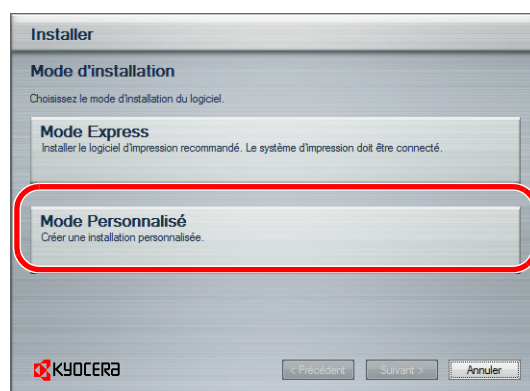 Installer
Mode d'installation
Choisissez le mode d'installation du logiciel.
Mode Express
Installer le logiciel d'impression recommandé. Le système d'impression doit être connecté.
Mode Personnalisé
Créer une installation personnalisée.
KYOCERA
< Précédent
Suivant >
Annuler